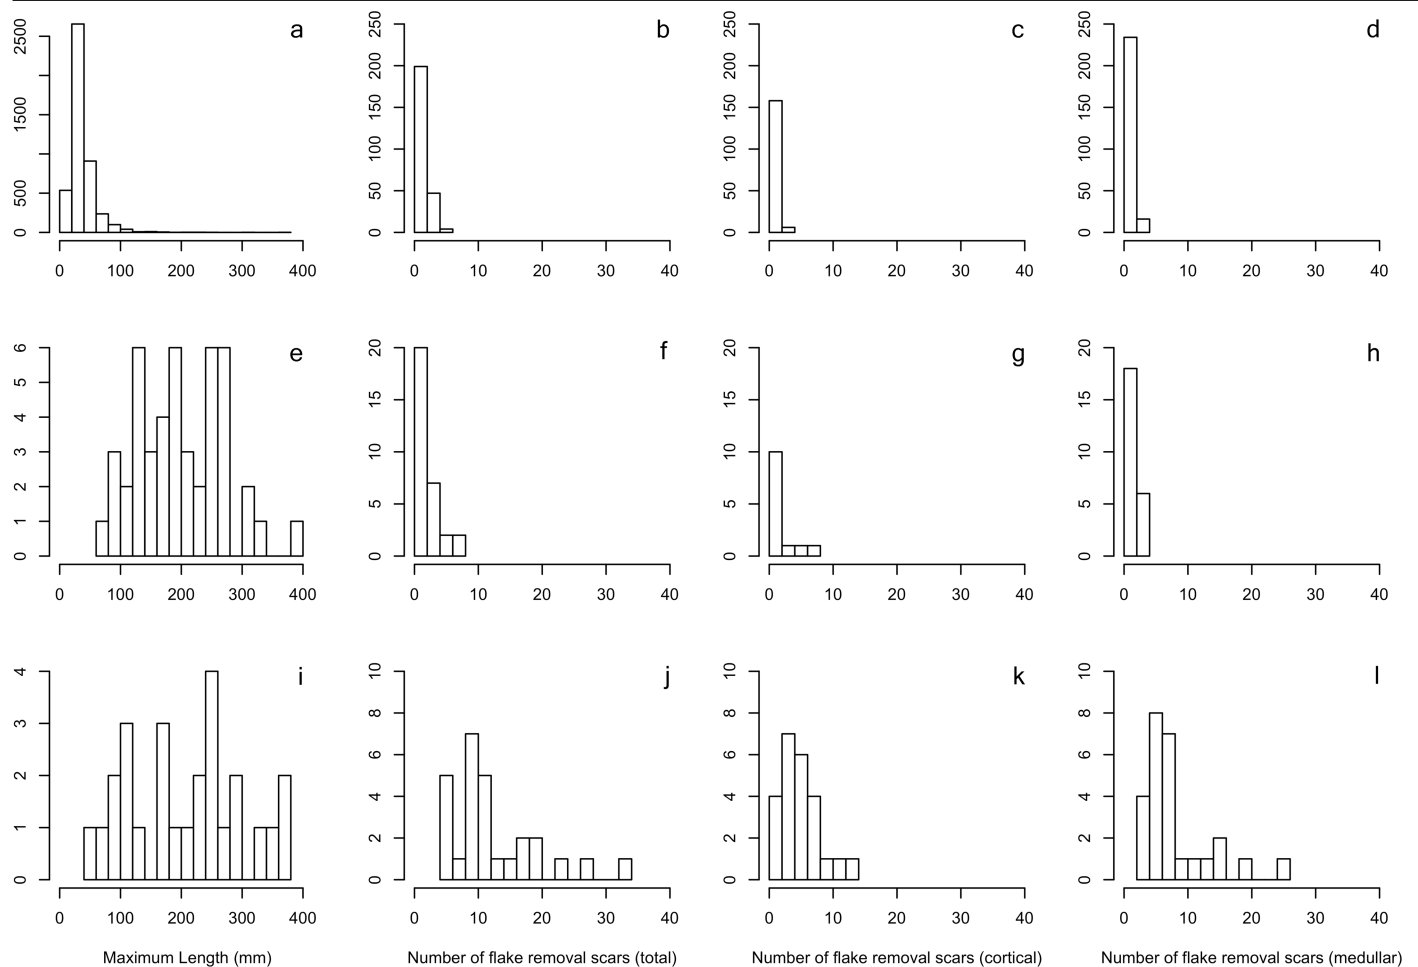 a
0
500
1500
2500
0 100 200 300 400
b
0
50
100
150
200
250
0 10 20 30 40
c
0
50
100
150
200
250
0 10 20 30 40
d
0
50
100
150
200
250
0 10 20 30 40
e
0
1
2
3
4
5
6
0 100 200 300 400
f
0
5
10
15
20
0 10 20 30 40
g
0
5
10
15
20
0 10 20 30 40
h
0
5
10
15
20
0 10 20 30 40
i
0
1
2
3
4
0 100 200 300 400
Maximum Length (mm)
j
0
2
4
6
8
10
0 10 20 30 40
Number of flake removal scars (total)
k
0
2
4
6
8
10
0 10 20 30 40
Number of flake removal scars (cortical)
l
0
2
4
6
8
10
0 10 20 30 40
Number of flake removal scars (medullar)